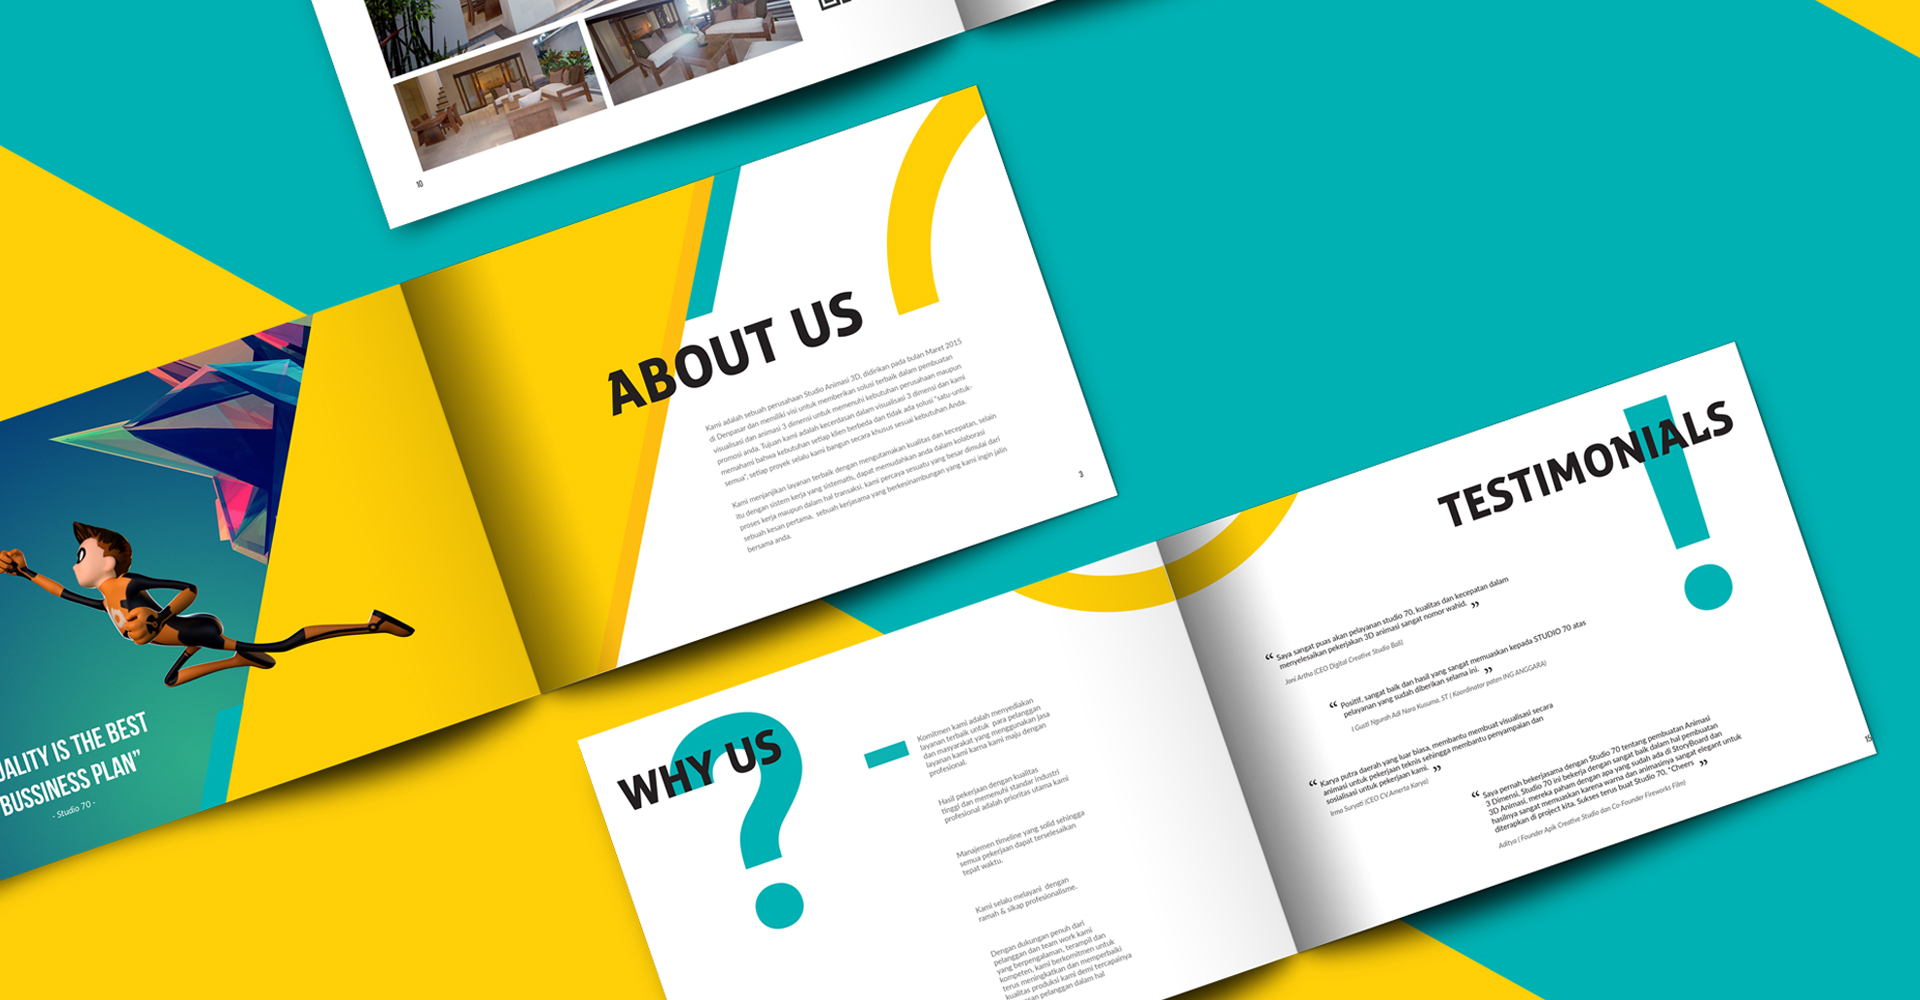 10
ABOUT US
Kami adalah sebuah perusahaan Studio Animasi 3D, didirikan pada bulan Maret 2015
di Denpasar dan memiliki visi untuk memberikan solusi terbaik dalam pembuatan
visualisasi dan animasi 3 dimensi untuk memenuhi kebutuhan perusahaan maupun
promosi anda. Tujuan kami adalah kecerdasan dalam visualisasi 3 dimensi dan kami
memahami bahwa kebutuhan setiap klien berbeda dan tidak ada solusi "satu-untuk-
semua", setiap proyek selalu kami bangun secara khusus sesuai kebutuhan Anda.
Kami menjanjikan layanan terbaik dengan mengutamakan kualitas dan kecepatan, selain
itu dengan sistem kerja yang sistematis, dapat memudahkan anda dalam kolaborasi
proses kerja maupun dalam hal transaksi. kami percaya sesuatu yang besar dimulai dari
sebuah kesan pertama, sebuah kerjasama yang berkesinambungan yang kami ingin jalin
bersama anda.
3
ALITY IS THE BEST
BUSSINESS PLAN”
- Studio 70 -
WHY US
?
Komitmen kami adalah menyediakan
layanan terbaik untuk para pelanggan
dan masyarakat yang menggunakan jasa
layanan kami karna kami maju dengan
profesional.
Hasil pekerjaan dengan kualitas
tinggi dan memenuhi standar industri
profesional adalah prioritas utama kami
Manajemen timeline yang solid sehingga
semua pekerjaan dapat terselesaikan
tepat waktu.
Kami selalu melayani dengan
ramah & sikap profesionalisme.
Dengan dukungan penuh dari
pelanggan dan team work kami
yang berpengalaman, terampil dan
kompeten, kami berkomitmen untuk
terus meningkatkan dan memperbaiki
kualitas produksi kami demi tercapainya
pelanggan dalam hal
TESTIMONIALS
!
“ Saya sangat puas akan pelayanan studio 70, kualitas dan kecepatan dalam
menyelesaikan pekerjakan 3D animasi sangat nomor wahid. ”
Joni Artha (CEO Digital Creative Studio Bali)
“ Positif, sangat baik dan hasil yang sangat memuaskan kepada STUDIO 70 atas
pelayanan yang sudah diberikan selama ini. ”
I Gusti Ngurah Adi Nara Kusuma, ST ( Koordinator paten ING ANGGARA)
“ Karya putra daerah yang luar biasa, membantu membuat visualisasi secara
animasi untuk pekerjaan teknis sehingga membantu penyampaian dan
sosialisasi untuk pekerjaan kami. ”
Irma Suryati (CEO CV.Amerta Karya)
“ Saya pernah bekerjasama dengan Studio 70 tentang pembuatan Animasi
3 Dimensi, Studio 70 ini bekerja dengan sangat baik dalam hal pembuatan
3D Animasi, mereka paham dengan apa yang sudah ada di StoryBoard dan
hasilnya sangat memuaskan karena warna dan animasinya sangat elegant untuk
diterapkan di project kita. Sukses terus buat Studio 70, "Cheers ”
Aditya ( Founder Apik Creative Studio dan Co-Founder Fireworks Film)
15